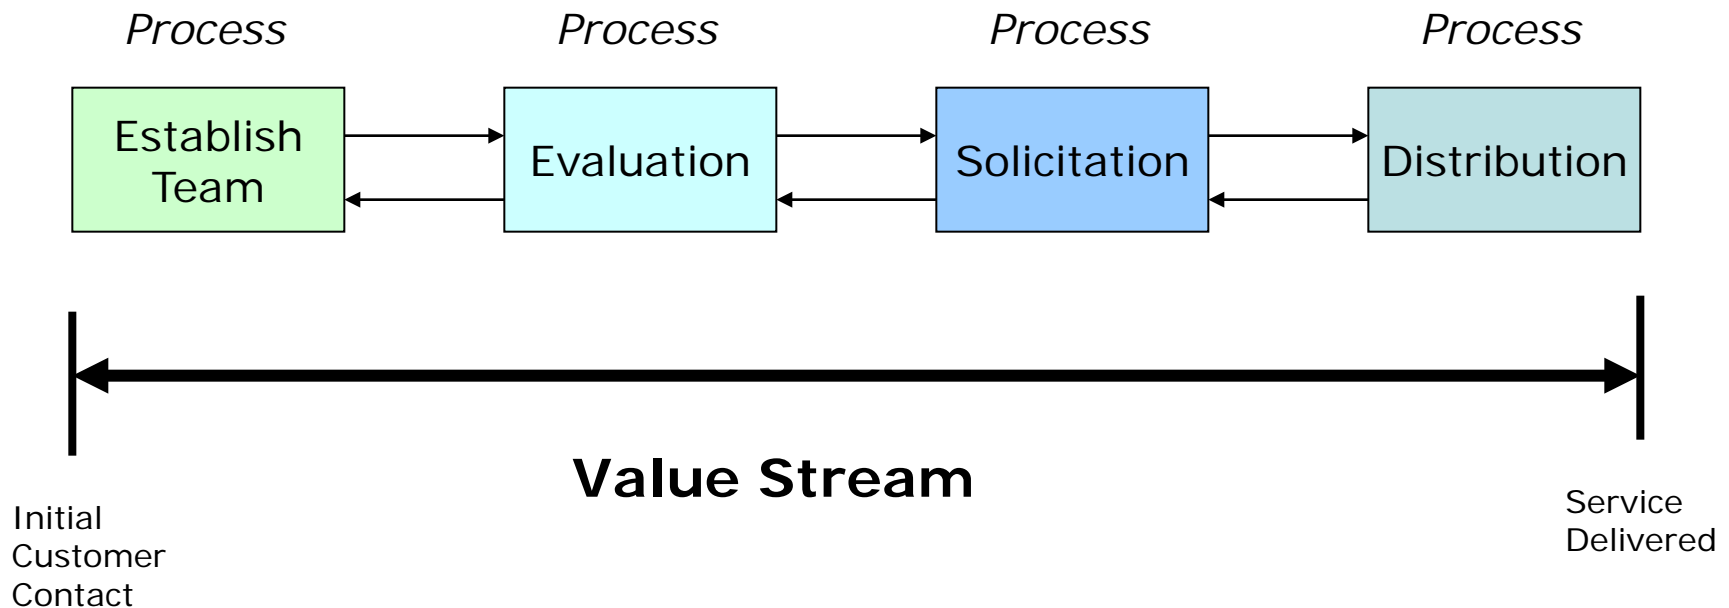 Process
Process
Process
Process
Establish
Team
Evaluation
Solicitation
Distribution
Value Stream
Initial
Customer
Contact
Service
Delivered